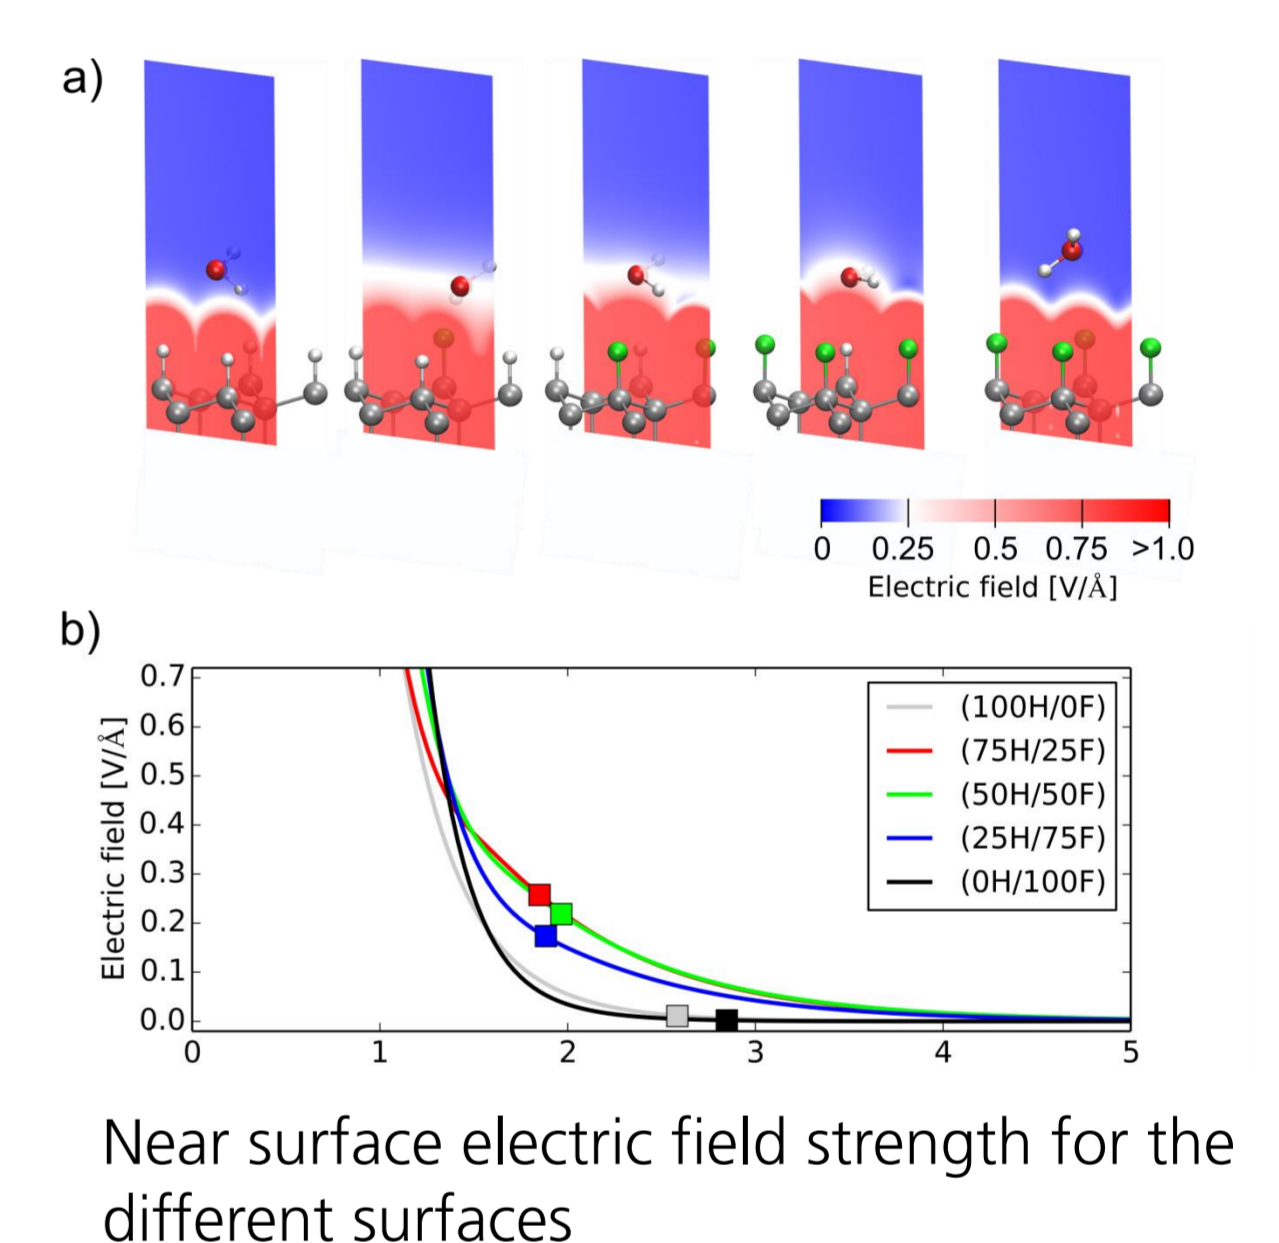 a)
0 0.25 0.5 0.75 >1.0
Electric field [V/Å]
b)
0.7
0.6
0.5
0.4
0.3
0.2
0.1
0.0
Electric field [V/Å]
(100H/0F)
(75H/25F)
(50H/50F)
(25H/75F)
(0H/100F)
0 1 2 3 4 5
Near surface electric field strength for the
different surfaces